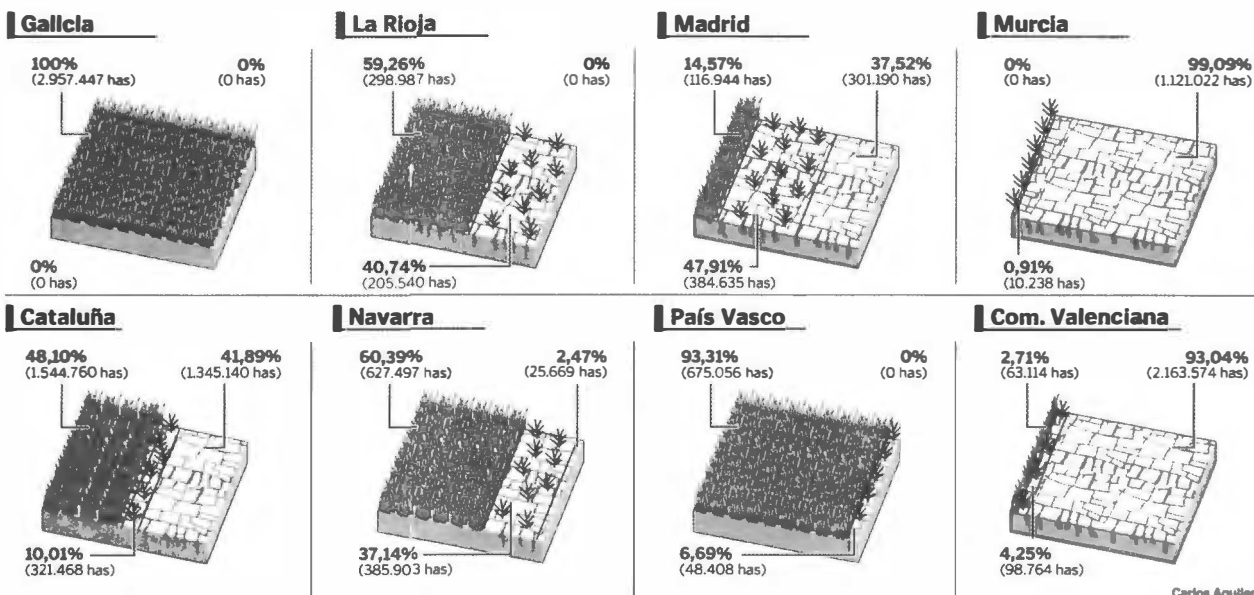 Galicia
100%
(2.957.447 has)
0%
(0 has)
0%
(0 has)
La Rioja
59,26%
(298.987 has)
0%
(0 has)
40,74%
(205.540 has)
Madrid
14,57%
(116.944 has)
37,52%
(301.190 has)
47,91%
(384.635 has)
Murcia
0%
(0 has)
99,09%
(1.121.022 has)
0,91%
(10.238 has)
Cataluña
48,10%
(1.544.760 has)
41,89%
(1.345.140 has)
10,01%
(321.468 has)
Navarra
60,39%
(627.497 has)
2,47%
(25.669 has)
37,14%
(385.903 has)
País Vasco
93,31%
(675.056 has)
0%
(0 has)
6,69%
(48.408 has)
Com. Valenciana
2,71%
(63.114 has)
93,04%
(2.163.574 has)
4,25%
(98.764 has)
Carlos